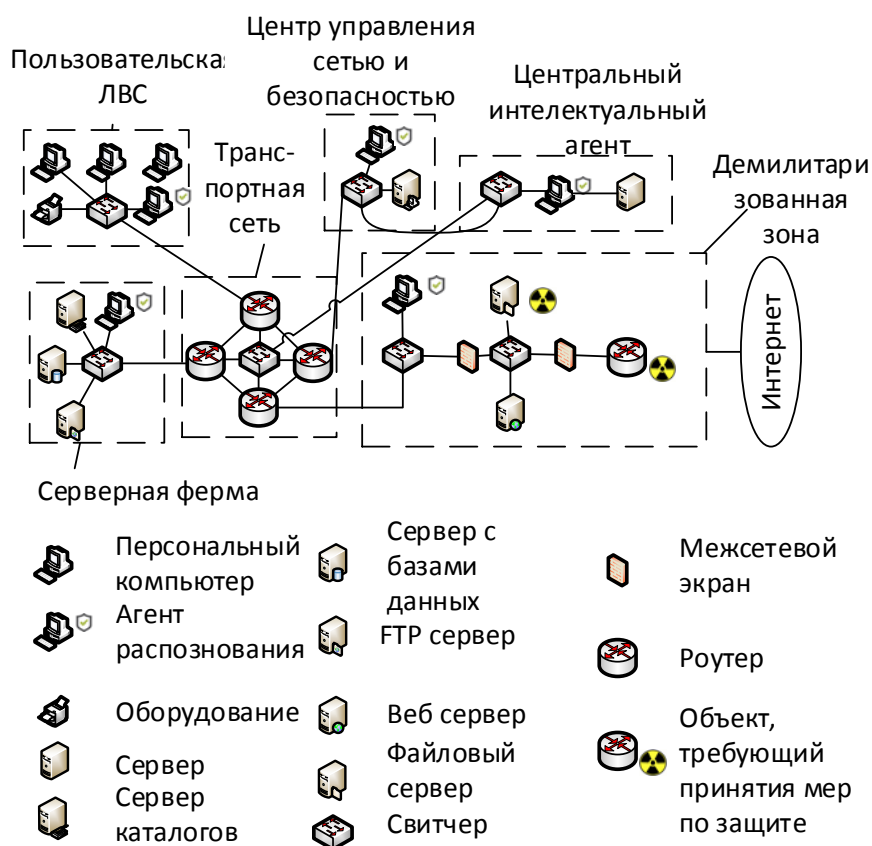 Центр управления
сетью и
безопасностью
Пользовательска
ЛВС
Центральный
интелектуальный
агент
Транс-
портная
сеть
Демилитари
зованная
зона
Интернет
Серверная ферма
Персональный
компьютер
Агент
распознования
Оборудование
Сервер
Сервер
каталогов
Сервер с
базами
данных
FTP сервер
Веб сервер
Файловый
сервер
Свитчер
Межсетевой
экран
Роутер
Объект,
требующий
принятия мер
по защите